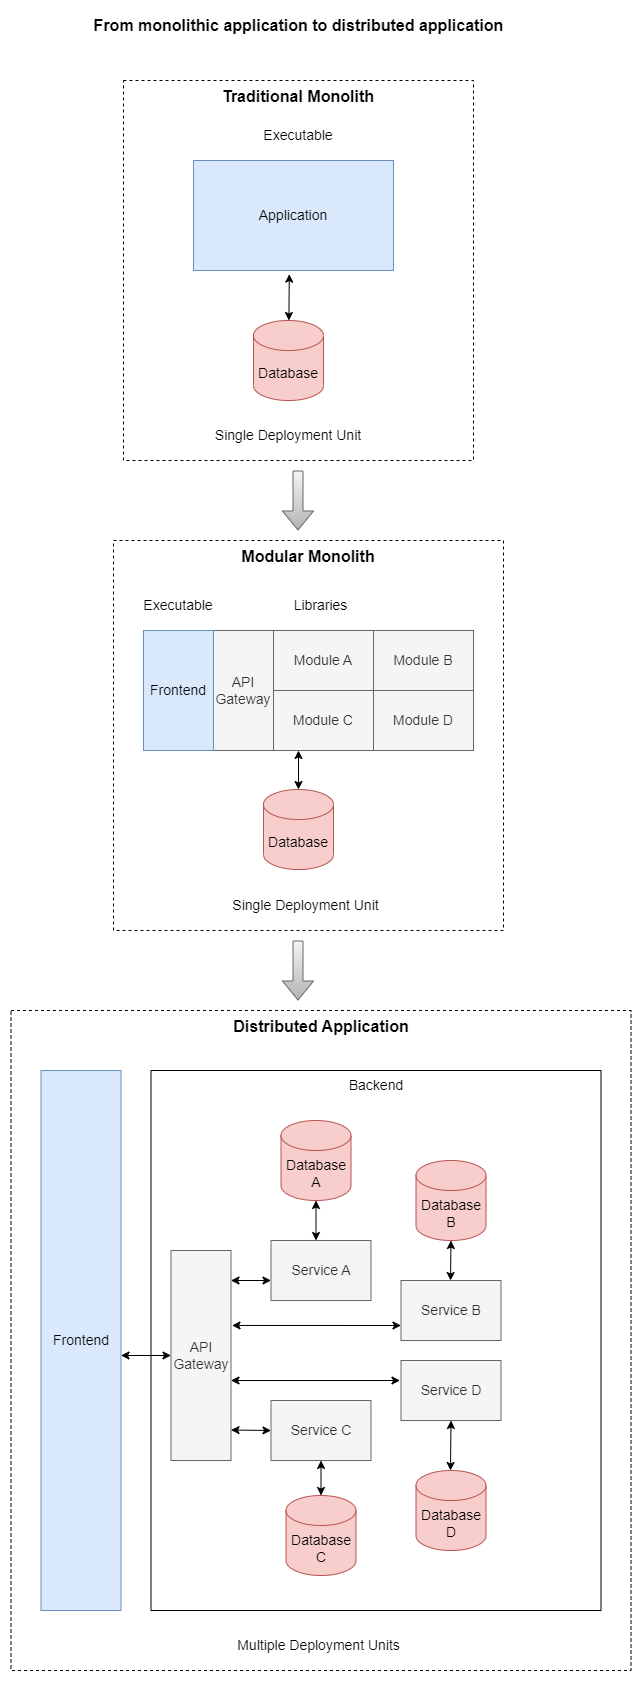 From monolithic application to distributed application
Traditional Monolith
Executable
Application
Database
Single Deployment Unit
Modular Monolith
Executable
Libraries
Frontend
API
Gateway
Module A
Module B
Module C
Module D
Database
Single Deployment Unit
Distributed Application
Backend
Database
A
Database
B
Service A
Service B
Frontend
API
Gateway
Service D
Service C
Database
D
Database
C
Multiple Deployment Units